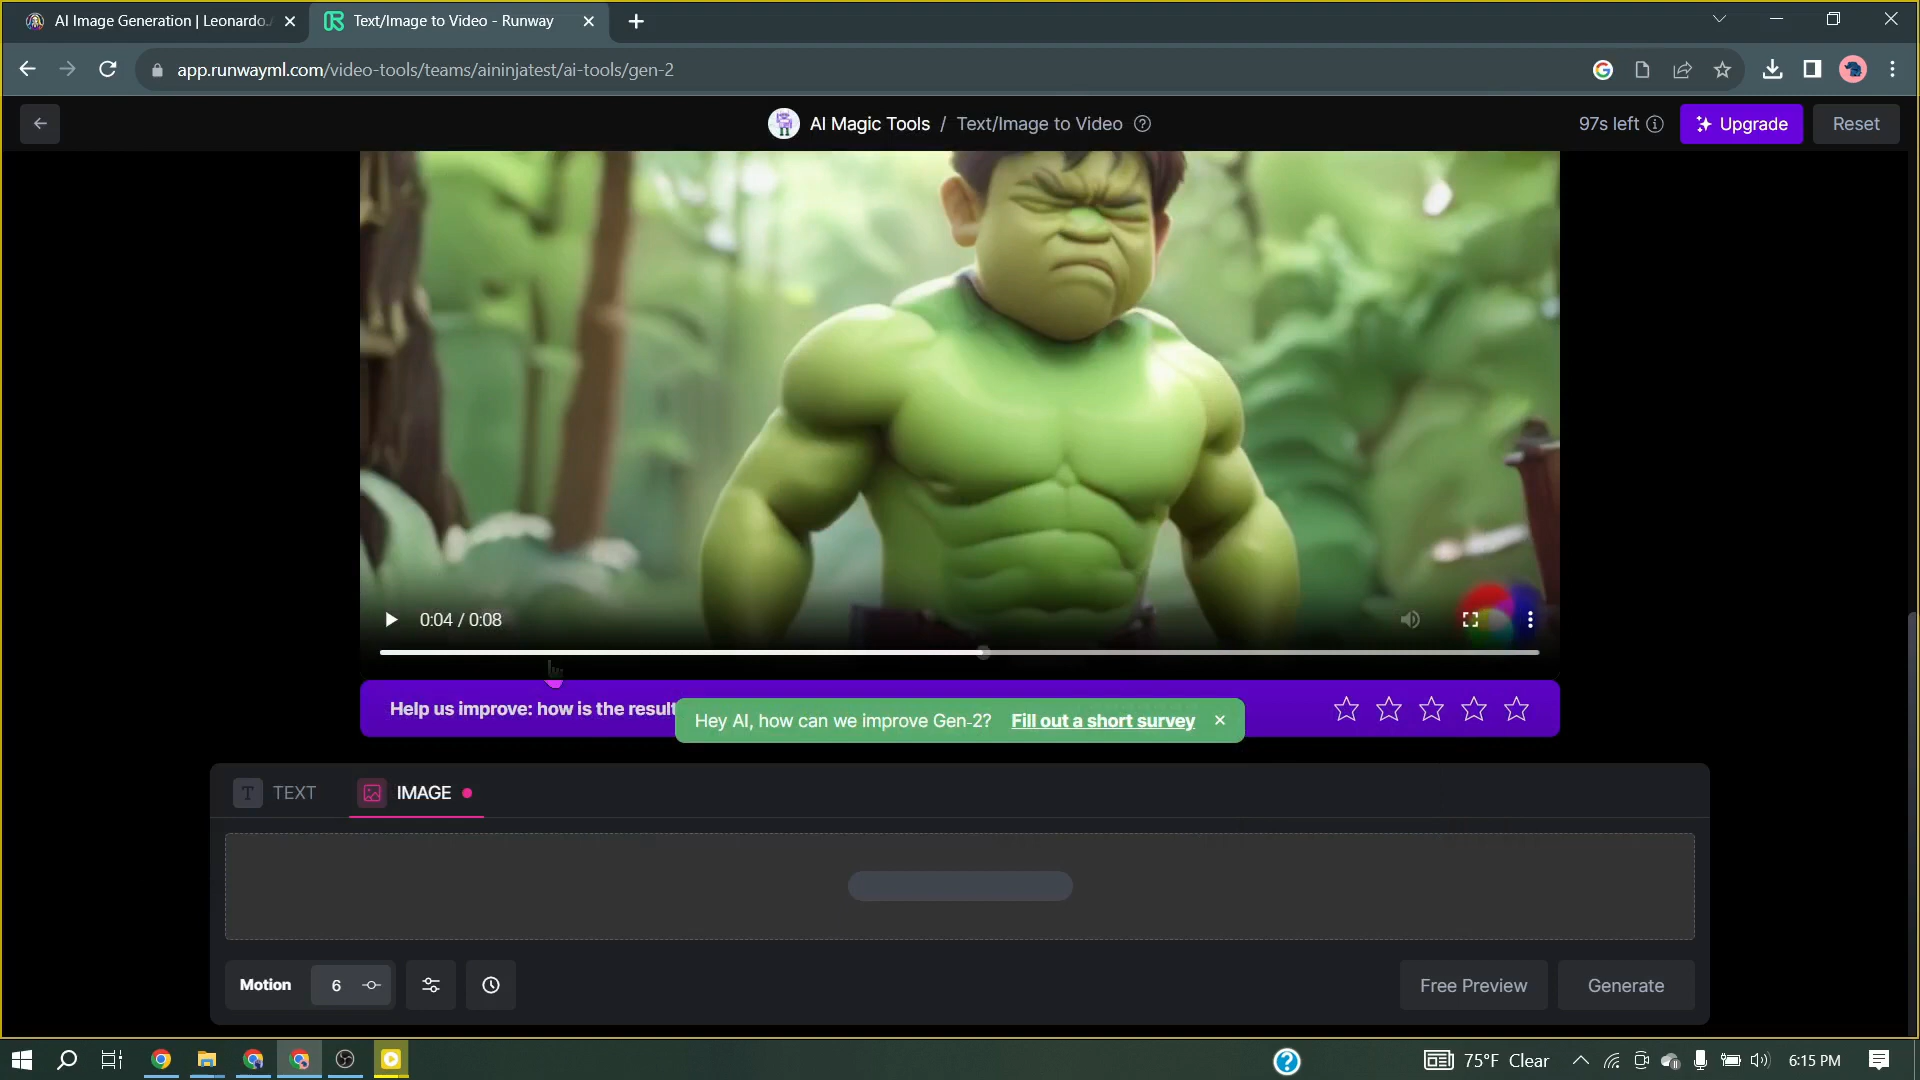 AI Image Generation | Leonardo.
Text/Image to Video - Runway
app.runwayml.com/video-tools/teams/aininjatest/ai-tools/gen-2
AI Magic Tools / Text/Image to Video
97s left
Upgrade
Reset
0:04 / 0:08
Help us improve: how is the result
Hey AI, how can we improve Gen-2? Fill out a short survey
T TEXT
IMAGE
Motion 6
Free Preview
Generate
75°F Clear
6:15 PM